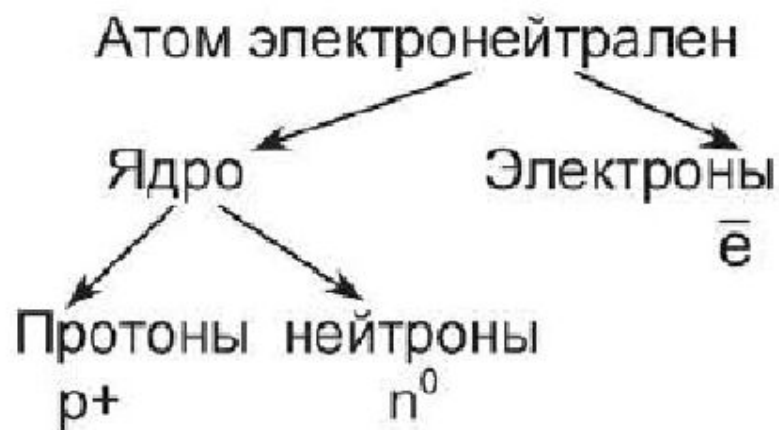 Атом электронейтрален
Ядро Электроны
e̅
Протоны нейтроны
p+ n⁰